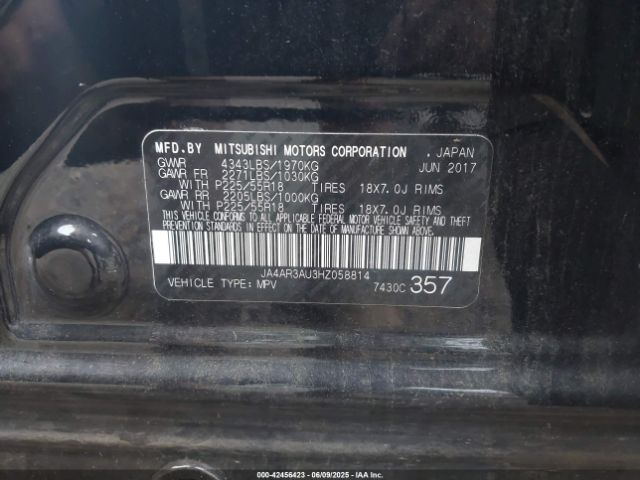 MFD.BY MITSUBISHI MOTORS CORPORATION . JAPAN
GVWR 4343LBS/1970KG JUN 2017
GAWR FR 2271LBS/1030KG
WITH P225/55R18 TIRES 18X7.0J RIMS
GAWR RR 2205LBS/1000KG
WITH P225/55R18 TIRES 18X7.0J RIMS
THIS VEHICLE CONFORMS TO ALL APPLICABLE FEDERAL MOTOR VEHICLE SAFETY AND THEFT
PREVENTION STANDARDS IN EFFECT ON THE DATE OF MANUFACTURE SHOWN ABOVE.
JA4AR3AU3HZ058814
VEHICLE TYPE: MPV 7430C 357
000-42456423 - 06/09/2025 - IAA Inc.